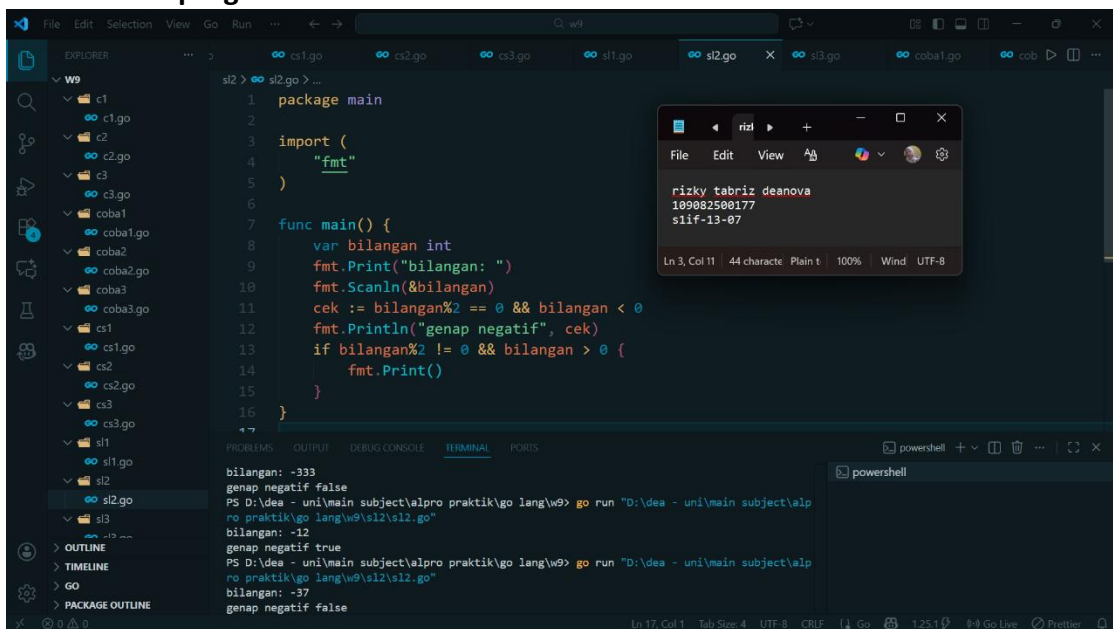 File Edit Selection View Go Run ... w9
EXPLORER ...
cs1.go cs2.go cs3.go sl1.go sl2.go sl3.go coba1.go cob
W9
sl2 > sl2.go > ...
c1
c1.go
c2
c2.go
c3
c3.go
coba1
coba1.go
coba2
coba2.go
coba3
coba3.go
cs1
cs1.go
cs2
cs2.go
cs3
cs3.go
sl1
sl1.go
sl2
sl2.go
sl3
OUTLINE
TIMELINE
GO
PACKAGE OUTLINE
1 package main
2
3 import (
4 "fmt"
5 )
6
7 func main() {
8 var bilangan int
9 fmt.Print("bilangan: ")
10 fmt.Scanln(&bilangan)
11 cek := bilangan%2 == 0 && bilangan < 0
12 fmt.Println("genap negatif", cek)
13 if bilangan%2 != 0 && bilangan > 0 {
14 fmt.Print()
15 }
16 }
17
File Edit View
rizky tabriz deanova
109082500177
s1if-13-07
Ln 3, Col 11 44 characte Plain t 100% Wind UTF-8
PROBLEMS OUTPUT DEBUG CONSOLE TERMINAL PORTS powershell
powershell
bilangan: -333
genap negatif false
PS D:\dea - uni\main subject\alpro praktik\go lang\w9> go run "D:\dea - uni\main subject\alp
ro praktik\go lang\w9\sl2\sl2.go"
bilangan: -12
genap negatif true
PS D:\dea - uni\main subject\alpro praktik\go lang\w9> go run "D:\dea - uni\main subject\alp
ro praktik\go lang\w9\sl2\sl2.go"
bilangan: -37
genap negatif false
0 0 0 Ln 17, Col 1 Tab Size: 4 UTF-8 CRLF Go 1.25.1 Go Live Prettier